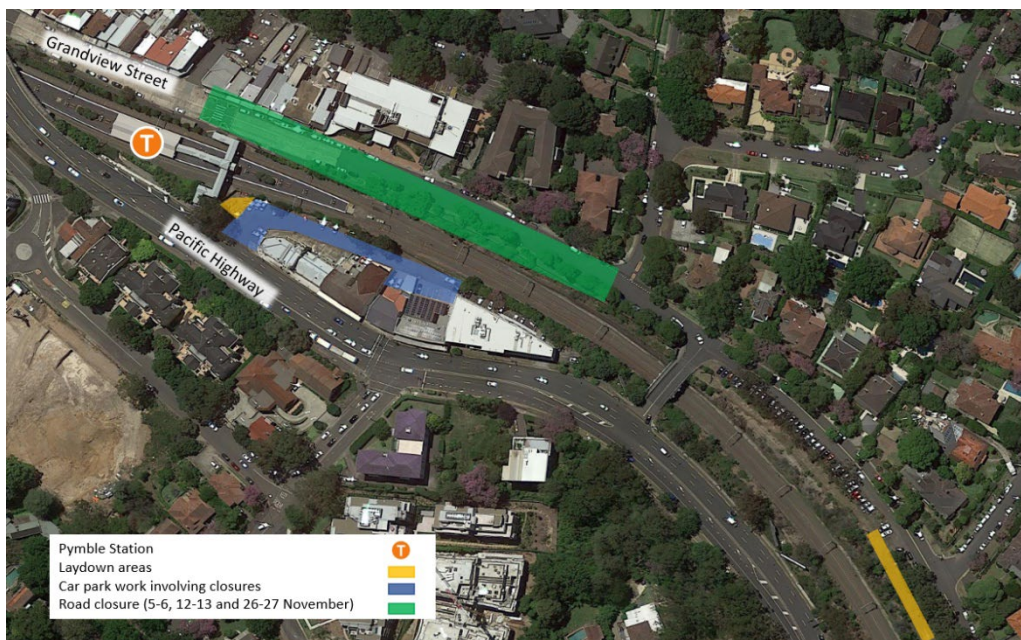 Grandview Street
T
Pacific Highway
Pymble Station T
Laydown areas
Car park work involving closures
Road closure (5-6, 12-13 and 26-27 November)